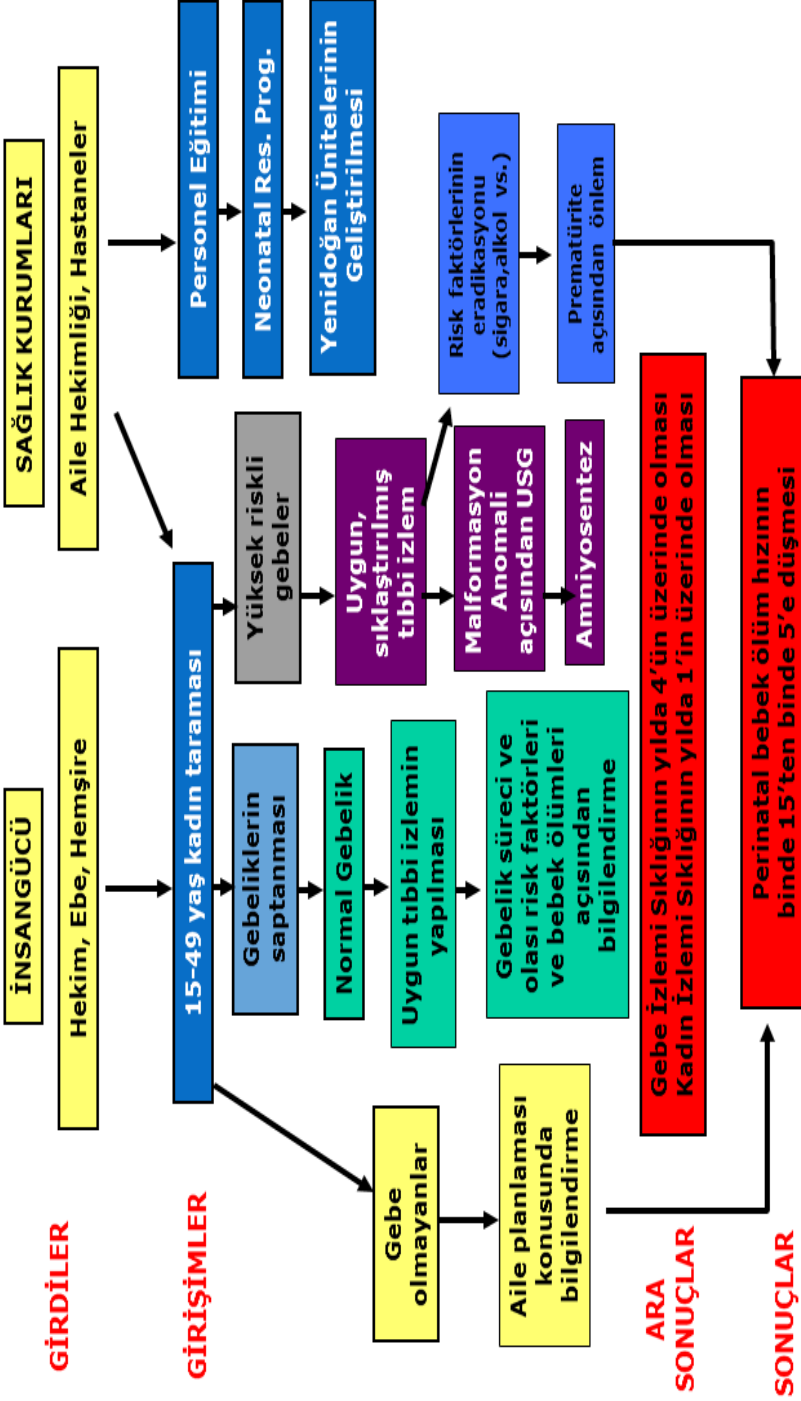 GİRDİLER
İNSANGÜCÜ
Hekim, Ebe, Hemşire
SAĞLIK KURUMLARI
Aile Hekimliği, Hastaneler
GİRİŞİMLER
15-49 yaş kadın taraması
Gebe
olmayanlar
Aile planlaması
konusunda
bilgilendirme
Gebeliklerin
saptanması
Normal Gebelik
Uygun tıbbi izlemin
yapılması
Gebelik süreci ve
olası risk faktörleri
ve bebek ölümleri
açısından
bilgilendirme
Yüksek riskli
gebeler
Uygun,
sıklaştırılmış
tıbbi izlem
Malformasyon
Anomali
açısından USG
Amniyosentez
Personel Eğitimi
Neonatal Res. Prog.
Yenidoğan Ünitelerinin
Geliştirilmesi
Risk faktörlerinin
eradikasyonu
(sigara,alkol vs.)
Prematürite
açısından önlem
ARA
SONUÇLAR
Gebe İzlemi Sıklığının yılda 4’ün üzerinde olması
Kadın İzlemi Sıklığının yılda 1’in üzerinde olması
SONUÇLAR
Perinatal bebek ölüm hızının
binde 15’ten binde 5’e düşmesi